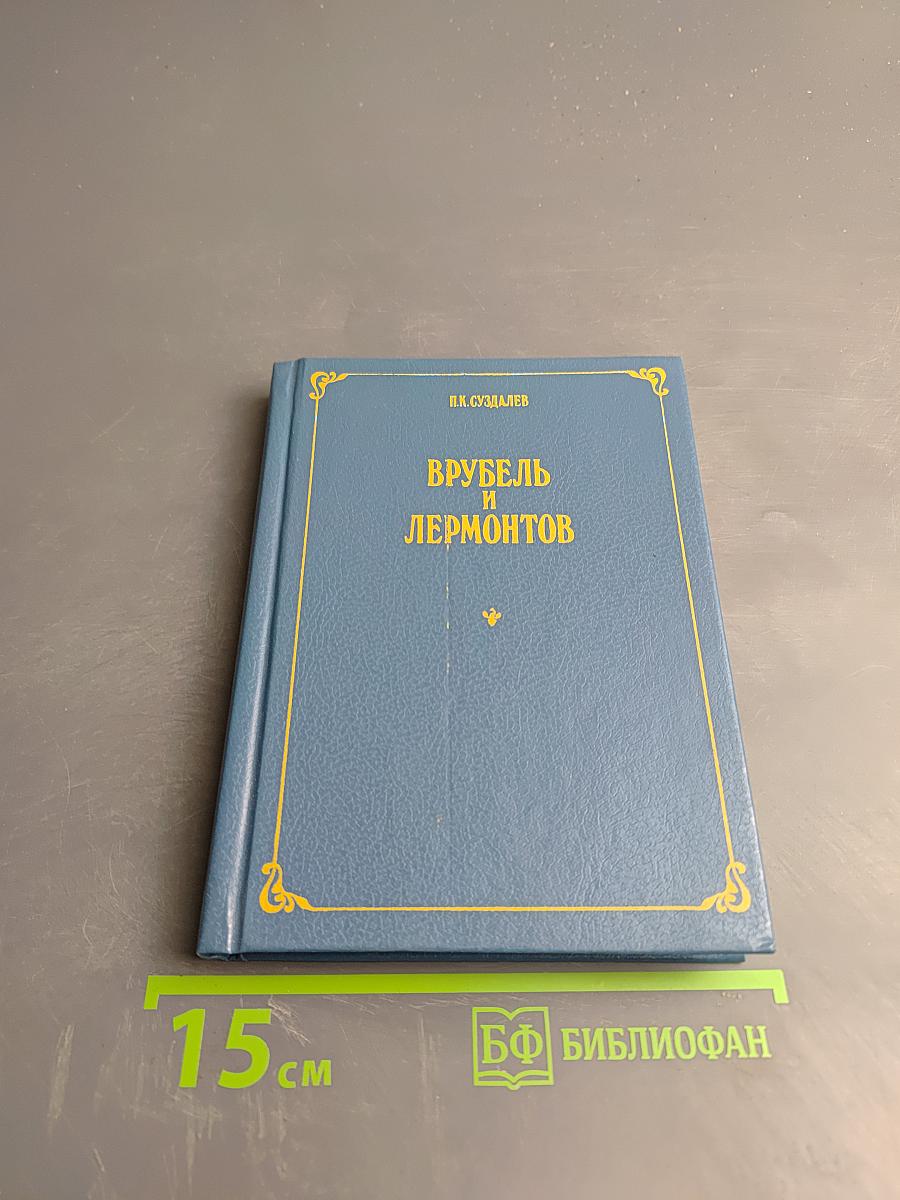 П.К.СУЗДАЛЕВ
ВРУБЕЛЬ
И
ЛЕРМОНТОВ
15 см
БФ БИБЛИОФАН